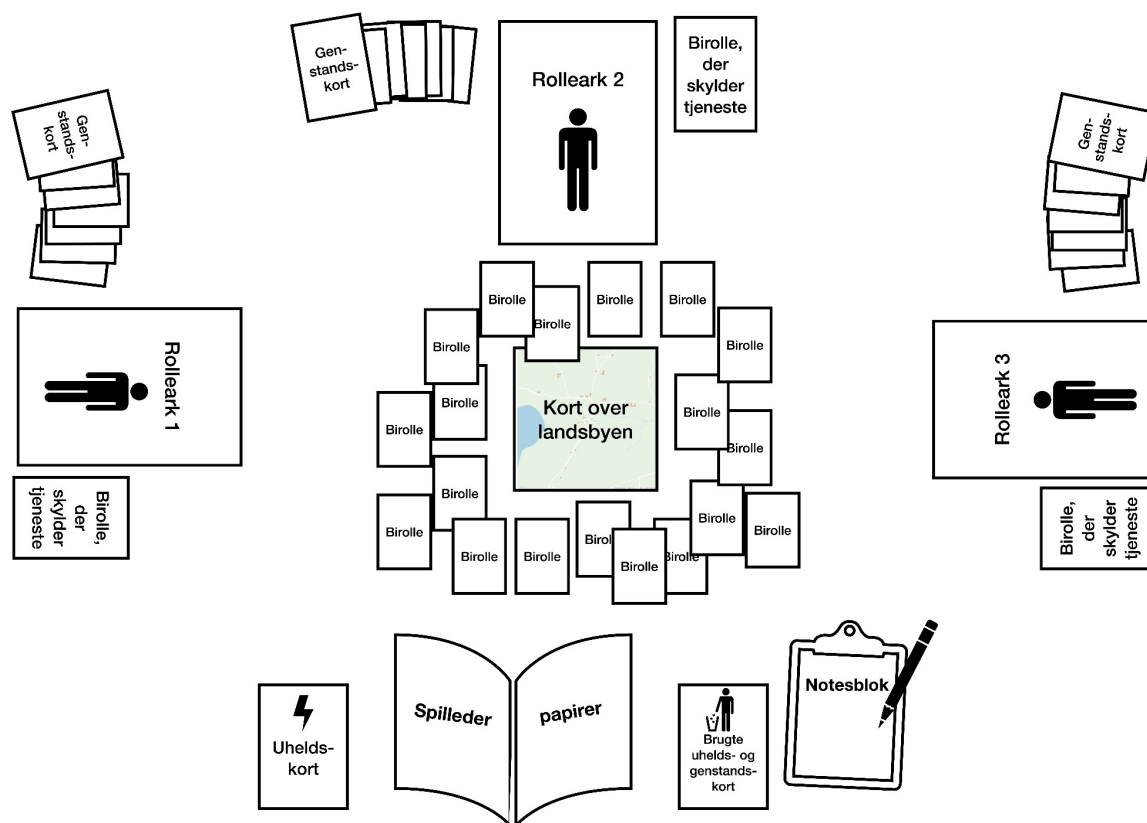 Gen-
stands-
kort
Rolleark 2
Birolle,
der
skylder
tjeneste
Gen-
stands-
kort
Gen-
stands-
kort
Rolleark 1
Birolle,
der
skylder
tjeneste
Birolle
Birolle
Birolle
Birolle
Birolle
Birolle
Birolle
Birolle
Birolle
Birolle
Kort over
landsbyen
Birolle
Birolle
Birolle
Birolle
Birolle
Birolle
Birol
Birolle
Birolle
Rolleark 3
Birolle,
der
skylder
tjeneste
Uhelds-
kort
Spilleder
papirer
Brugte
uhelds- og
genstands-
kort
Notesblok